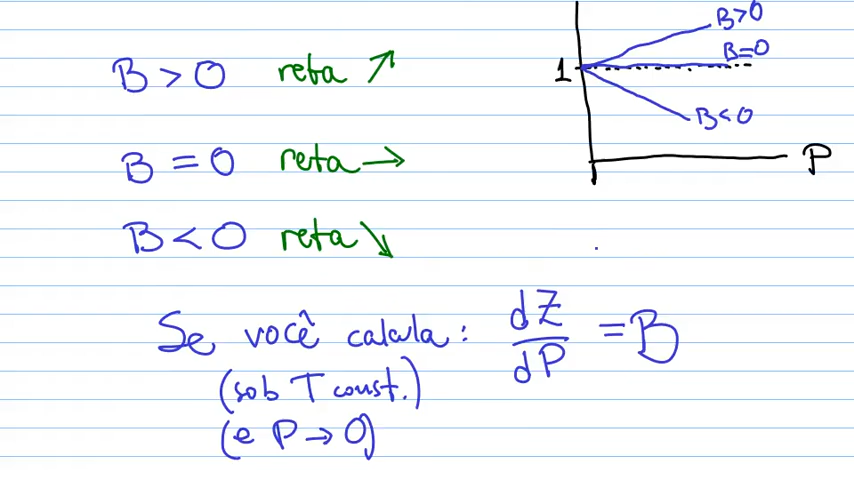 B > 0 reta ↗
B = 0 reta →
B < 0 reta ↘
B>0
B=0
1
B<0
P
Se você calcula: dZ/dP = B
(sob T const.)
(e P → 0)